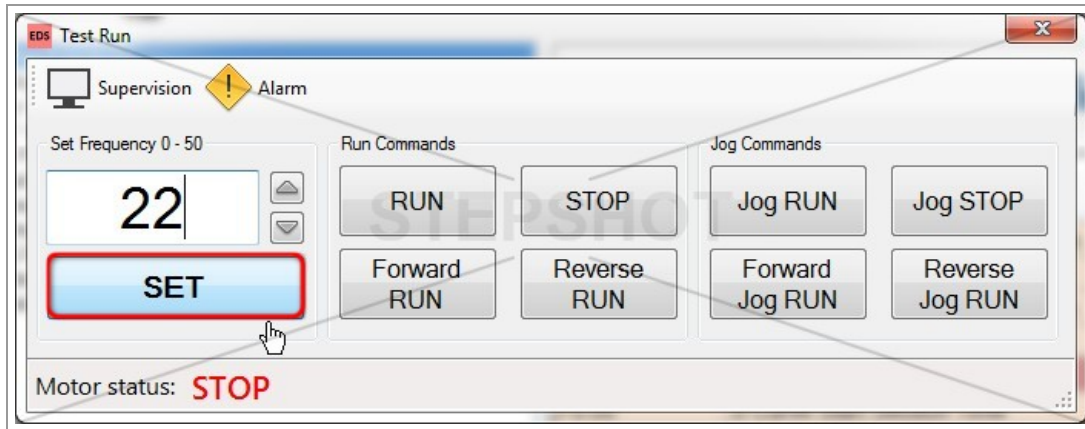 EDS Test Run
Supervision ! Alarm
Set Frequency 0 - 50
22
SET
Run Commands
RUN STOP
Forward RUN
Reverse RUN
Jog Commands
Jog RUN Jog STOP
Forward Jog RUN
Reverse Jog RUN
STEPSHOT
Motor status: STOP